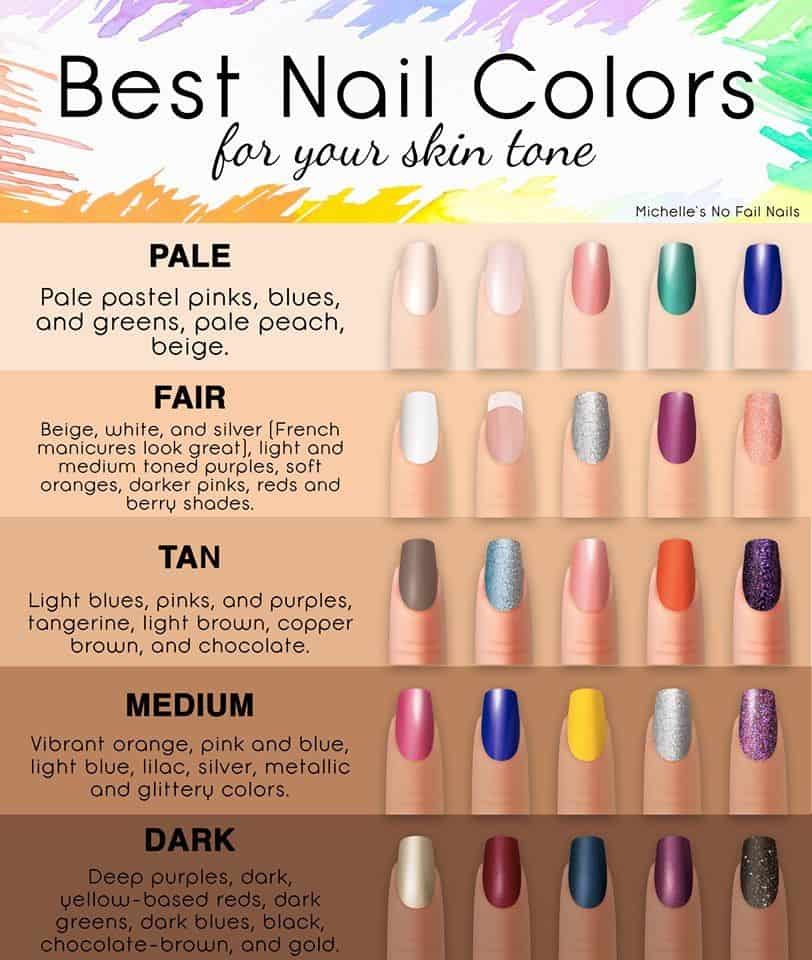 Best Nail Colors
for your skin tone
Michelle's No Fail Nails
PALE
Pale pastel pinks, blues,
and greens, pale peach,
beige.
FAIR
Beige, white, and silver (French
manicures look great), light and
medium toned purples, soft
oranges, darker pinks, reds and
berry shades.
TAN
Light blues, pinks, and purples,
tangerine, light brown, copper
brown, and chocolate.
MEDIUM
Vibrant orange, pink and blue,
light blue, lilac, silver, metallic
and glittery colors.
DARK
Deep purples, dark,
yellow-based reds, dark
greens, dark blues, black,
chocolate-brown, and gold.